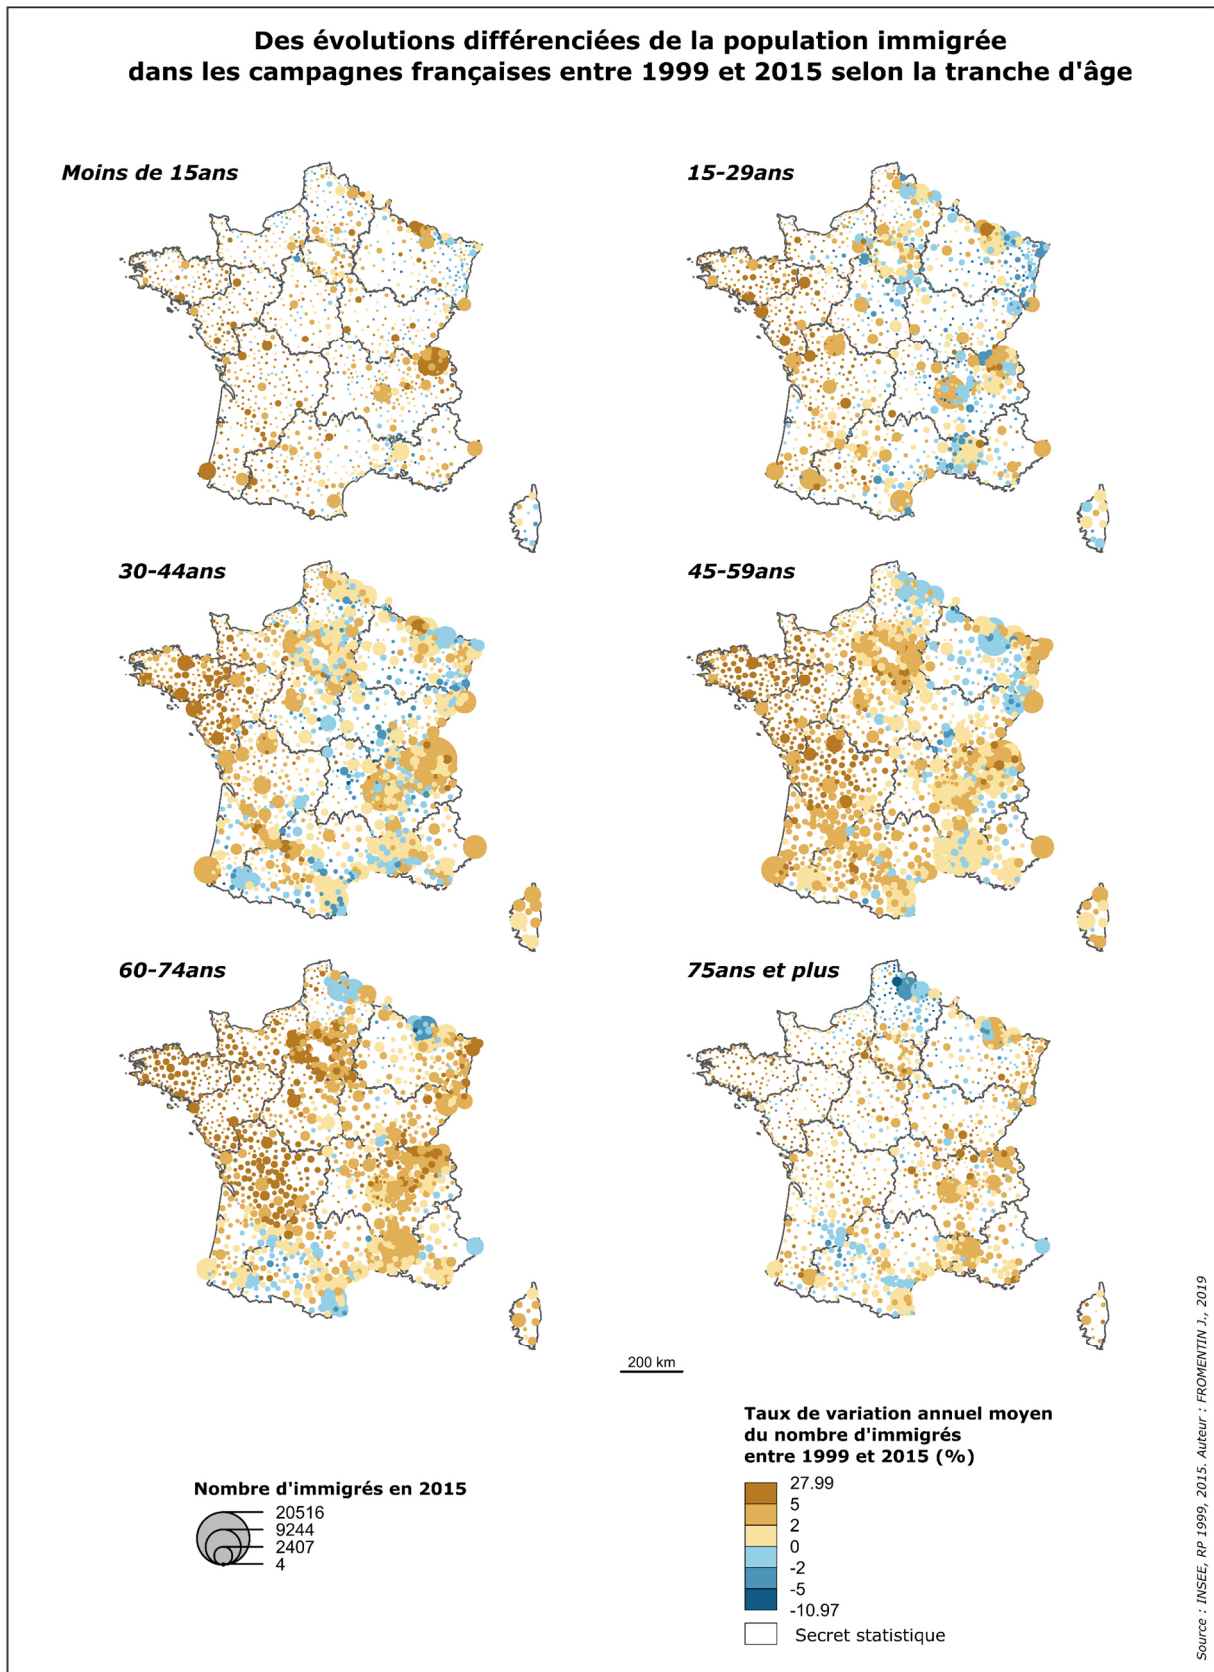 Des évolutions différenciées de la population immigrée
dans les campagnes françaises entre 1999 et 2015 selon la tranche d'âge
Moins de 15ans
15-29ans
30-44ans
45-59ans
60-74ans
75ans et plus
200 km
Nombre d'immigrés en 2015
20516
9244
2407
4
Taux de variation annuel moyen
du nombre d'immigrés
entre 1999 et 2015 (%)
27.99
5
2
0
-2
-5
-10.97
Secret statistique
Source : INSEE, RP 1999, 2015. Auteur : FROMENTIN J., 2019